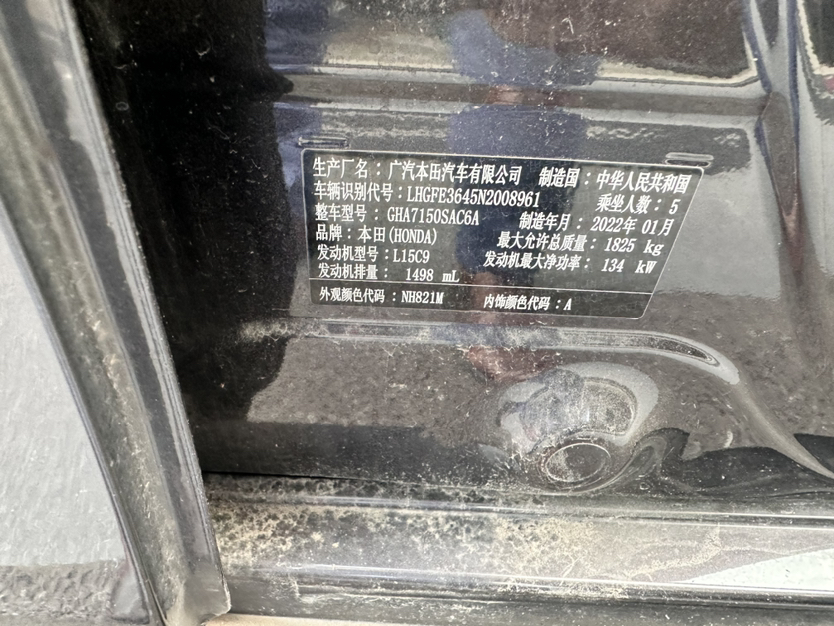 生产厂名：广汽本田汽车有限公司 制造国：中华人民共和国
车辆识别代号：LHGFE3645N2008961 乘坐人数：5
整车型号：GHA7150SAC6A 制造年月：2022年01月
品牌：本田(HONDA) 最大允许总质量：1825 kg
发动机型号：L15C9 发动机最大净功率：134 kW
发动机排量：1498 mL
外观颜色代码：NH821M 内饰颜色代码：A